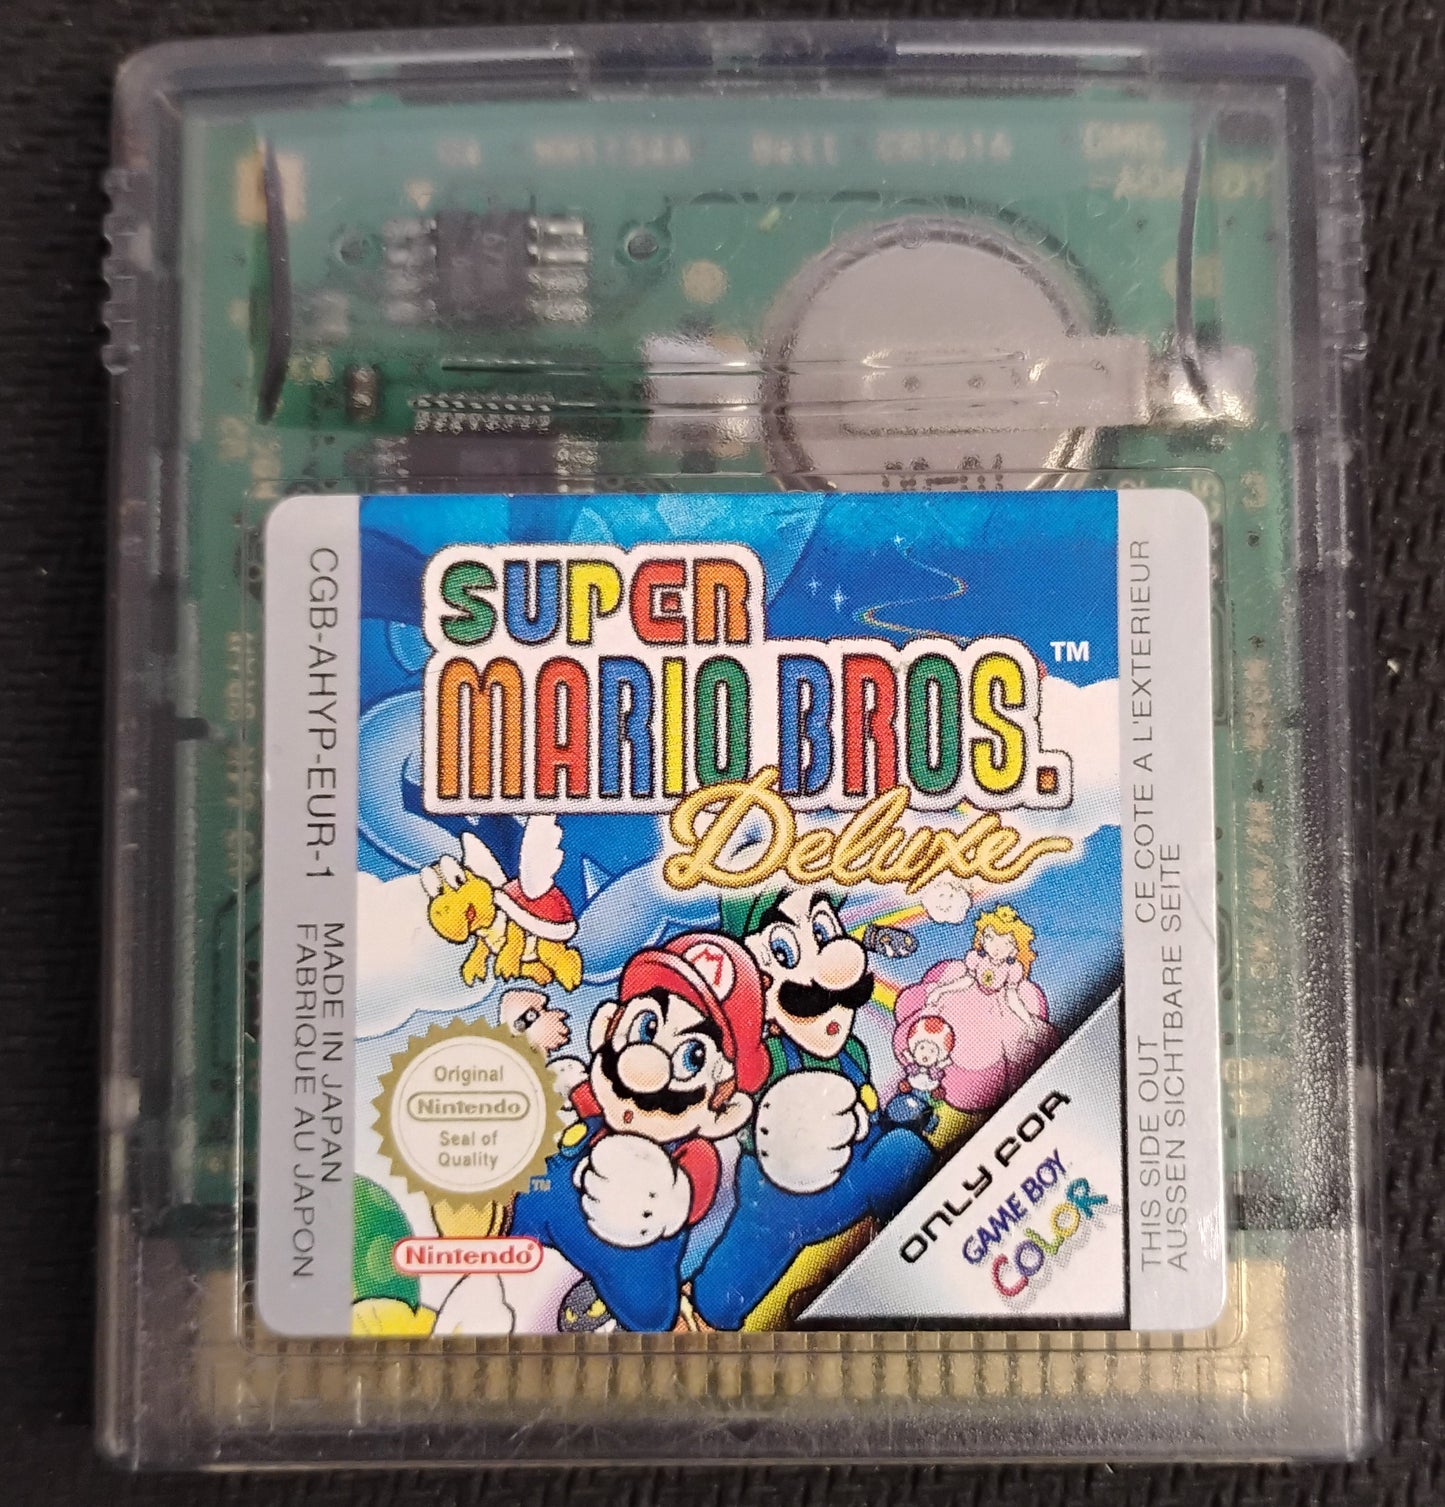 SUPER
MARIO BROS.™
Deluxe
CGB-AHYP-EUR-1
MADE IN JAPAN
FABRIQUE AU JAPON
CE COTE A L'EXTERIEUR
THIS SIDE OUT
AUSSEN SICHTBARE SEITE
M
Original
Nintendo
Seal of
Quality
TM
Nintendo®
ONLY FOR
GAME BOY
COLOR